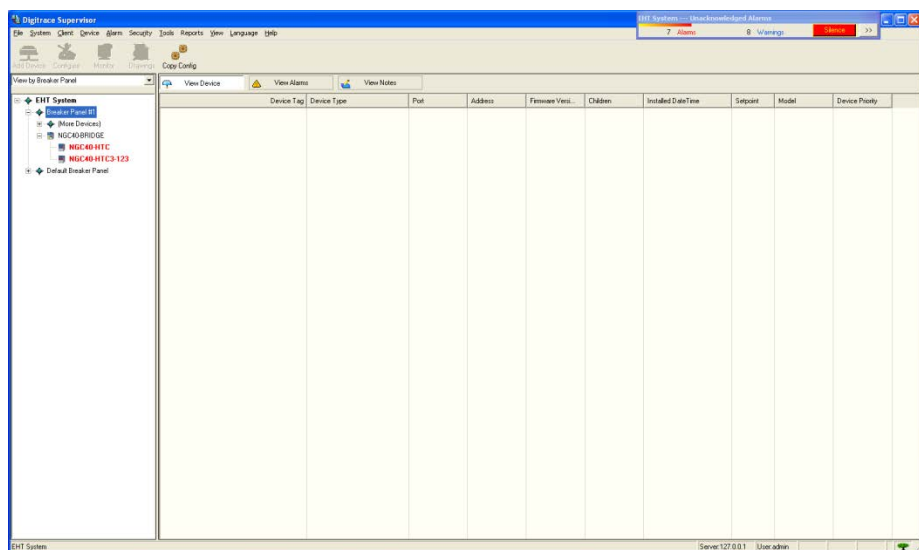 Digitrace Supervisor
EHT System --- Unacknowledged Alarms
7 Alarms 8 Warnings Silence >>
File System Client Device Alarm Security Tools Reports View Language Help
Add Device Configure Monitor Drawings Copy Config
View by Breaker Panel
View Device View Alarms View Notes
Device Tag Device Type Port Address Firmware Versi... Children Installed DateTime Setpoint Model Device Priority
EHT System
Breaker Panel #1
(More Devices)
NGC40-BRIDGE
NGC40-HTC
NGC40-HTC3-123
Default Breaker Panel
EHT System Server:127.0.0.1 User:admin